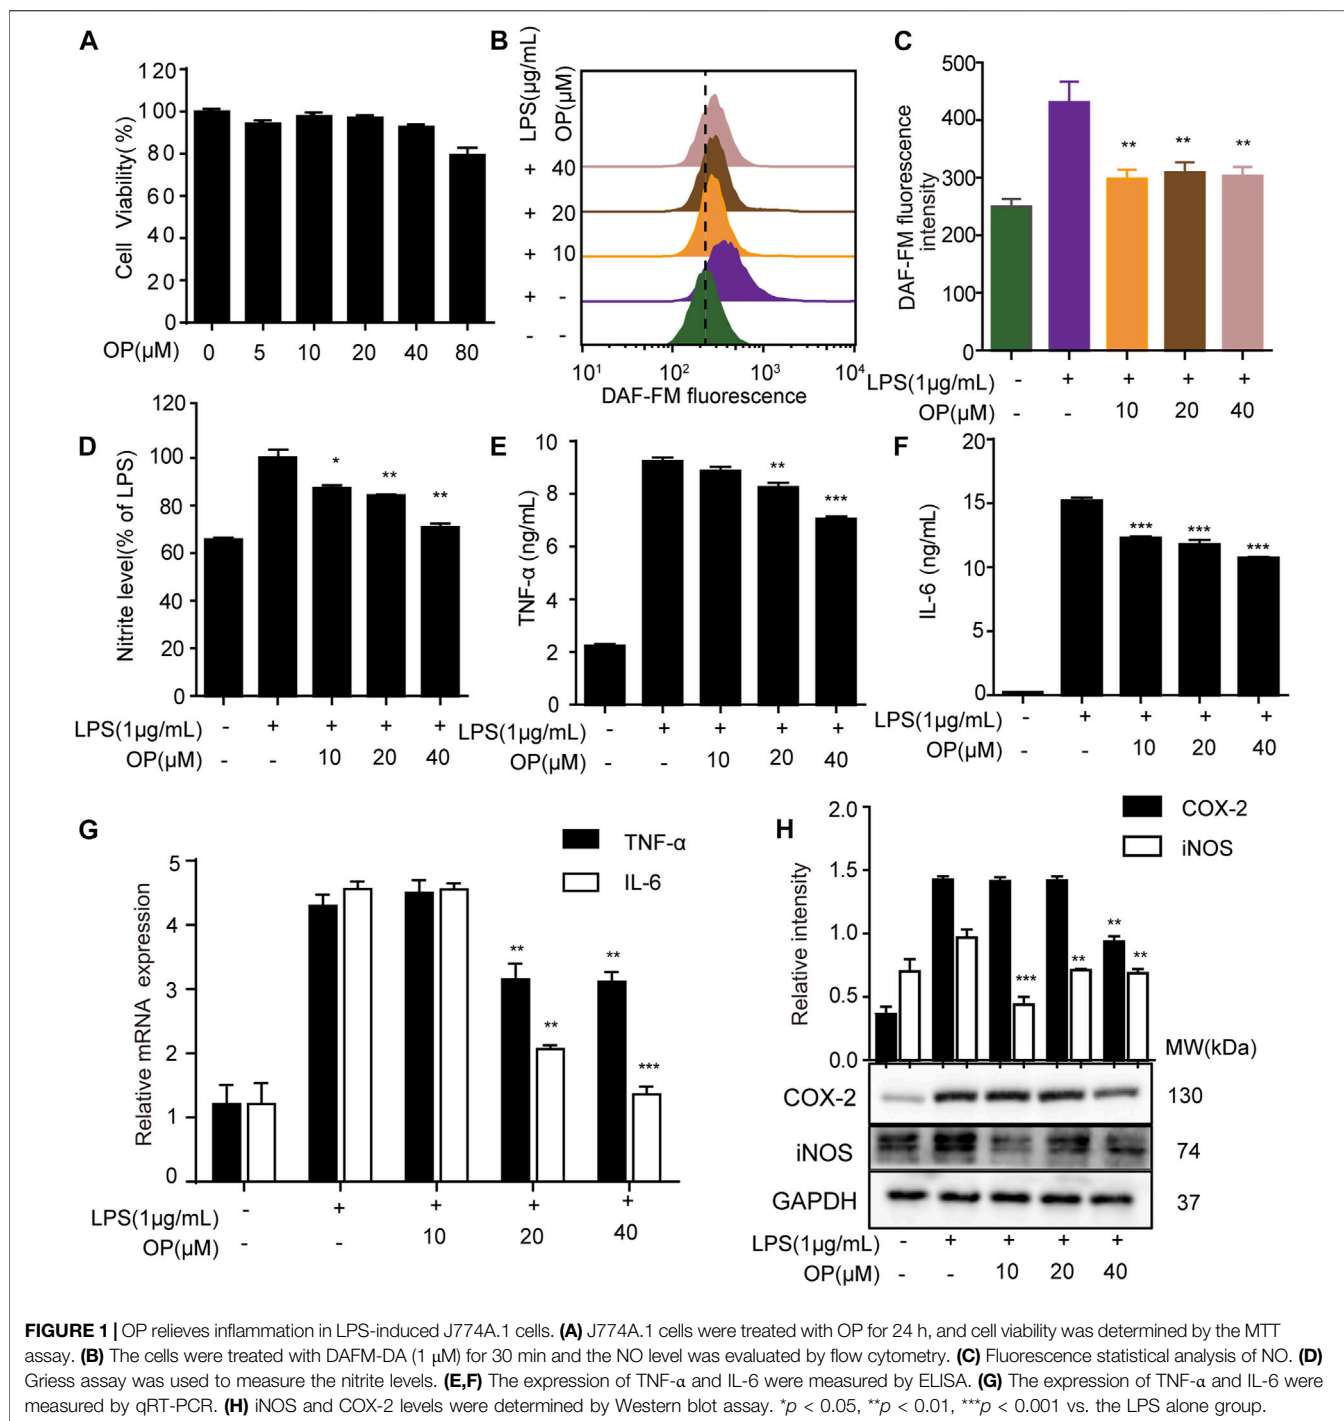 A
Cell Viability(%)
120
100
80
60
40
20
0
OP(µM) 0 5 10 20 40 80
B
LPS(µg/mL)
OP(µM)
+ 40
+ 20
+ 10
+ -
- -
10¹ 10² 10³ 10⁴
DAF-FM fluorescence
C
DAF-FM fluorescence
intensity
500
400
300
200
100
0
** ** **
LPS(1µg/mL) - + + + +
OP(µM) - - 10 20 40
D
Nitrite level(% of LPS)
120
100
80
60
40
20
0
* ** **
LPS(1µg/mL) - + + + +
OP(µM) - - 10 20 40
E
TNF-α (ng/mL)
10
8
6
4
2
0
** ***
LPS(1µg/mL) - + + + +
OP(µM) - - 10 20 40
F
IL-6 (ng/mL)
20
15
10
5
0
*** *** ***
LPS(1µg/mL) - + + + +
OP(µM) - - 10 20 40
G
TNF-α
IL-6
Relative mRNA expression
5
4
3
2
1
0
** ** ** ***
LPS(1µg/mL) - + + + +
OP(µM) - - 10 20 40
H
COX-2
iNOS
Relative intensity
2.0
1.5
1.0
0.5
0.0
*** ** ** **
MW(kDa)
COX-2 130
iNOS 74
GAPDH 37
LPS(1µg/mL) - + + + +
OP(µM) - - 10 20 40
FIGURE 1 | OP relieves inflammation in LPS-induced J774A.1 cells. (A) J774A.1 cells were treated with OP for 24 h, and cell viability was determined by the MTT
assay. (B) The cells were treated with DAFM-DA (1 μM) for 30 min and the NO level was evaluated by flow cytometry. (C) Fluorescence statistical analysis of NO. (D)
Griess assay was used to measure the nitrite levels. (E,F) The expression of TNF-α and IL-6 were measured by ELISA. (G) The expression of TNF-α and IL-6 were
measured by qRT-PCR. (H) iNOS and COX-2 levels were determined by Western blot assay. *p < 0.05, **p < 0.01, ***p < 0.001 vs. the LPS alone group.